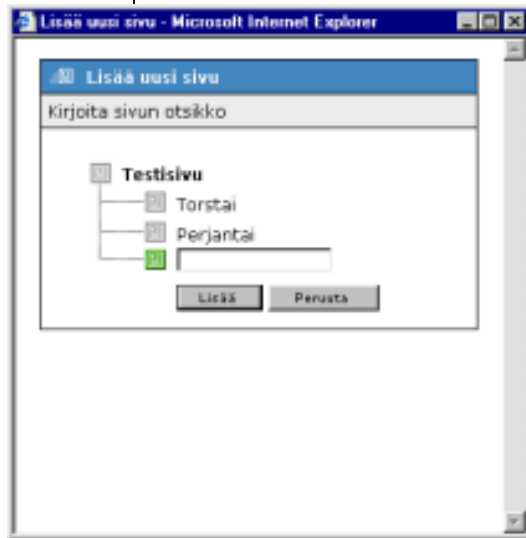 Lisää uusi sivu - Microsoft Internet Explorer
Lisää uusi sivu
Kirjoita sivun otsikko
Testisivu
Torstai
Perjantai
Lisää Peruuta